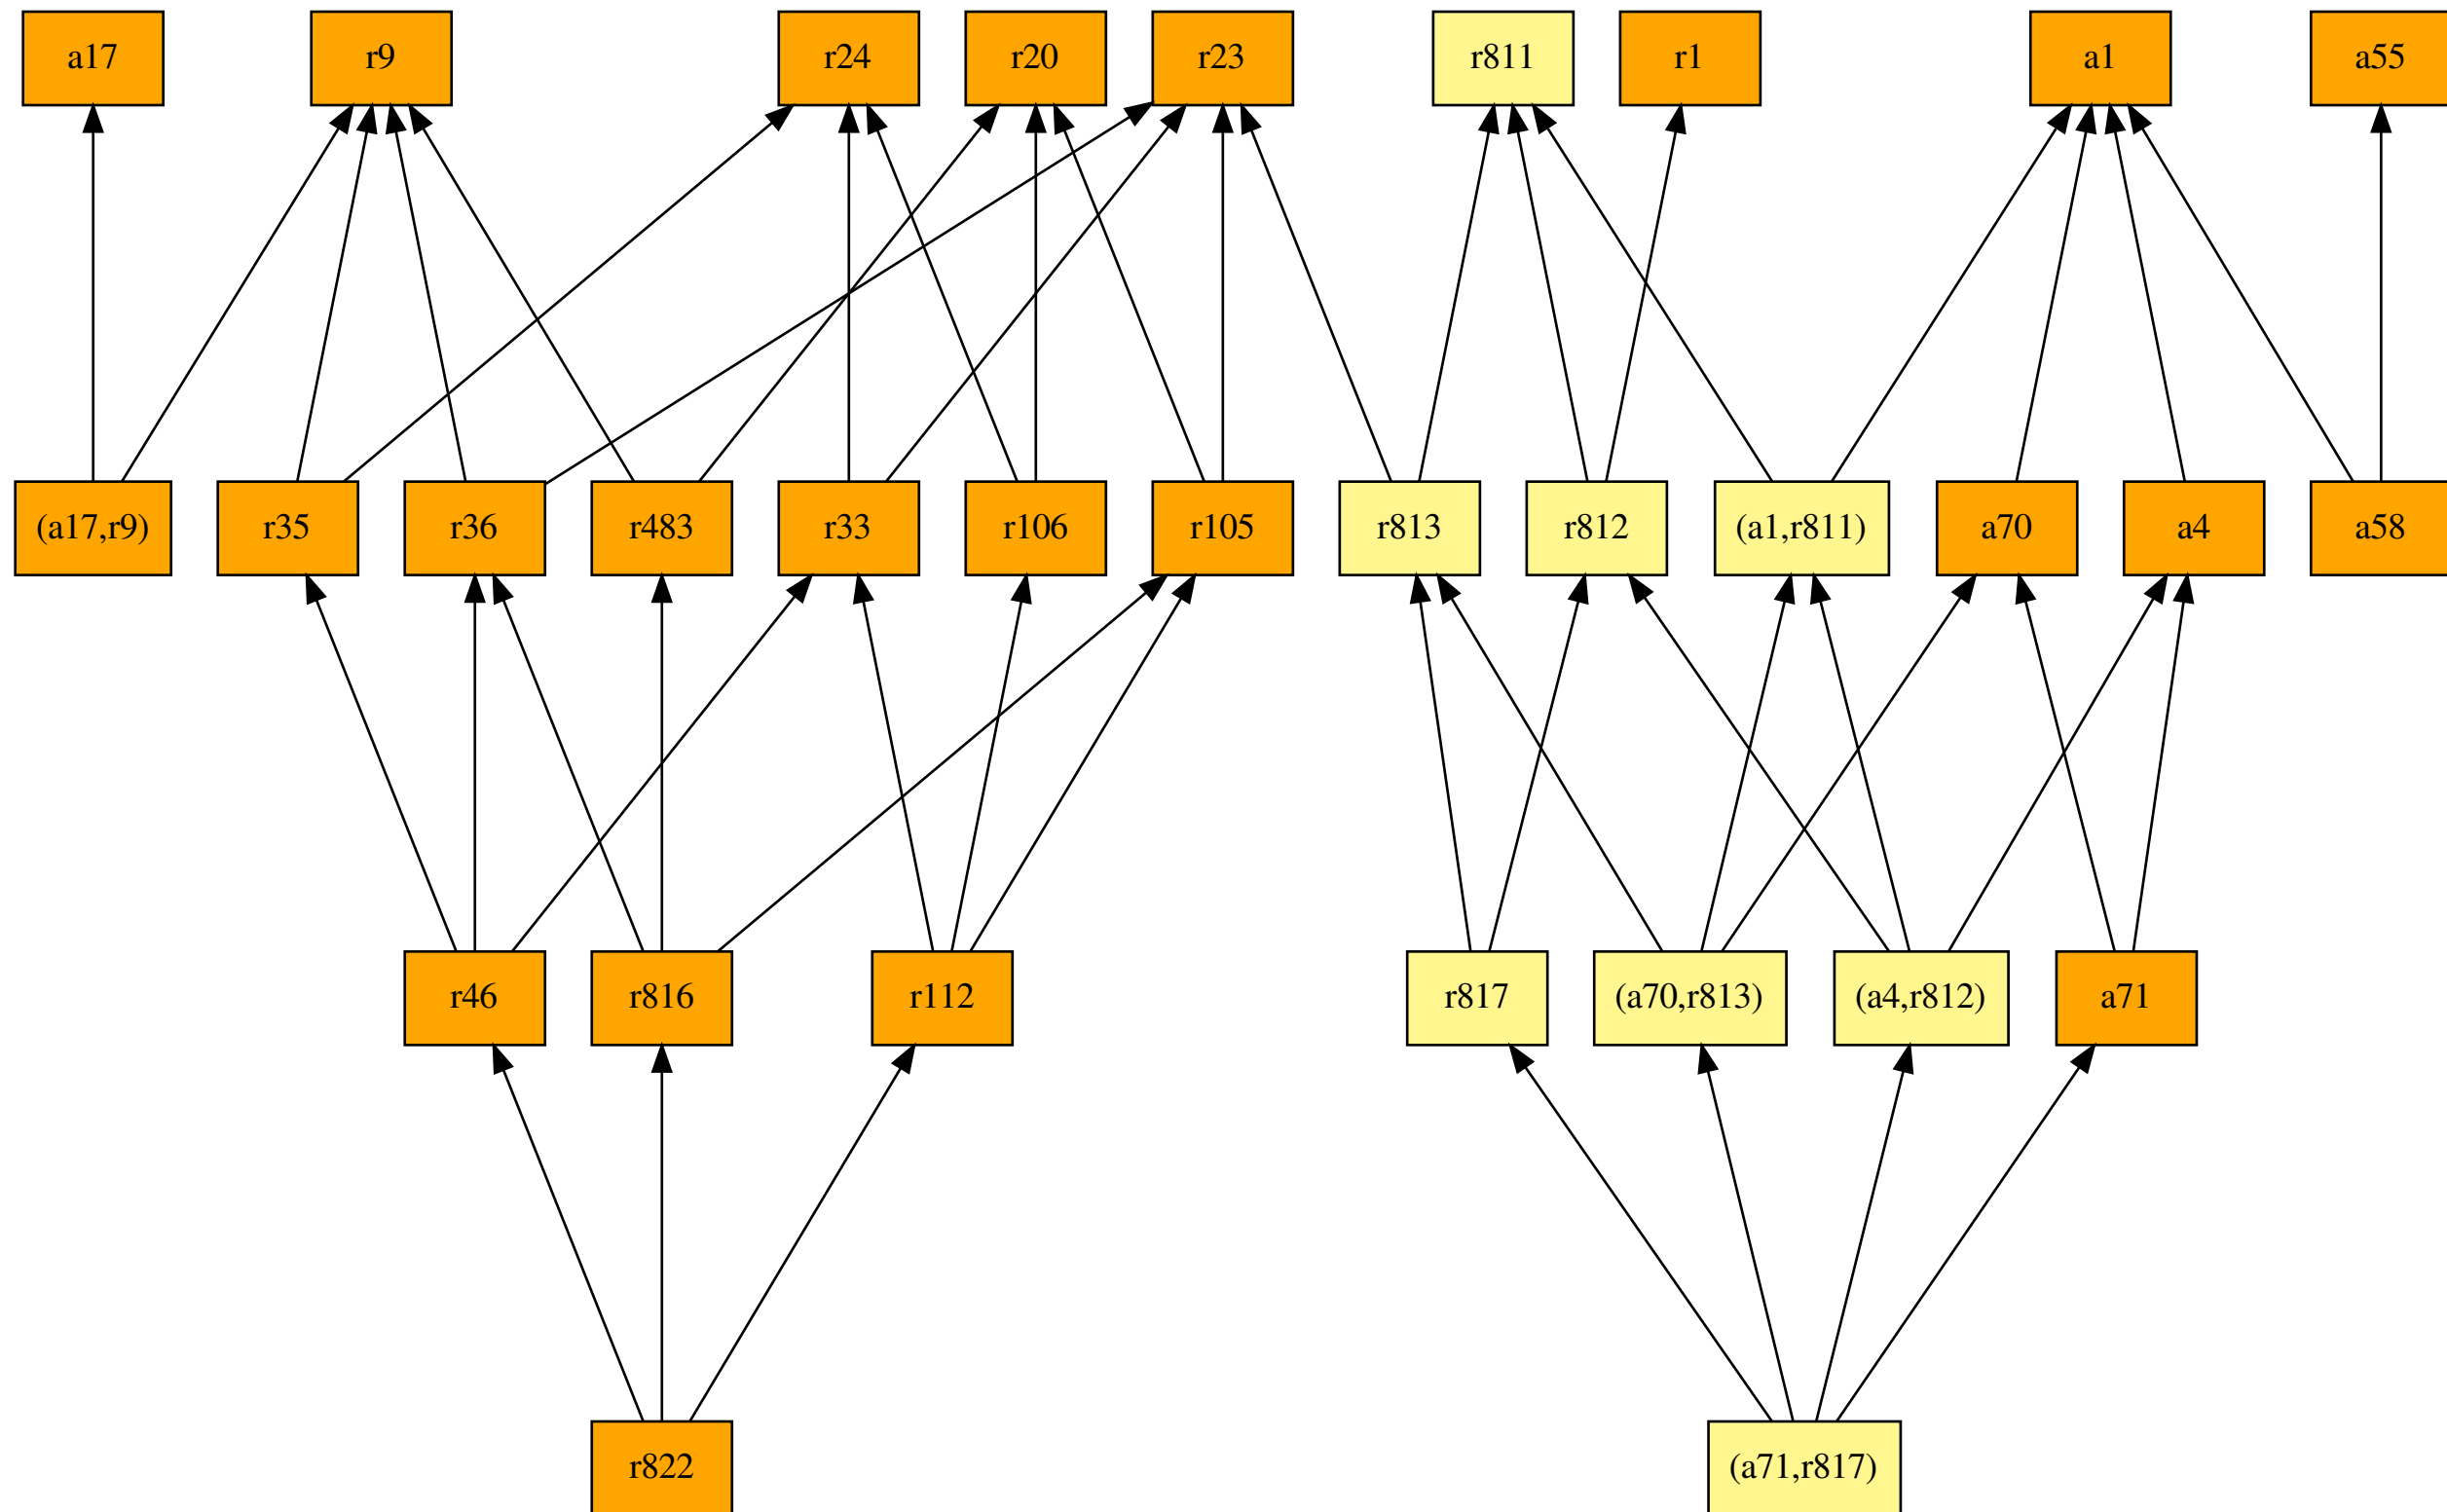 a17
r9
r24
r20
r23
r811
r1
a1
a55
(a17,r9)
r35
r36
r483
r33
r106
r105
r813
r812
(a1,r811)
a70
a4
a58
r46
r816
r112
r817
(a70,r813)
(a4,r812)
a71
r822
(a71,r817)